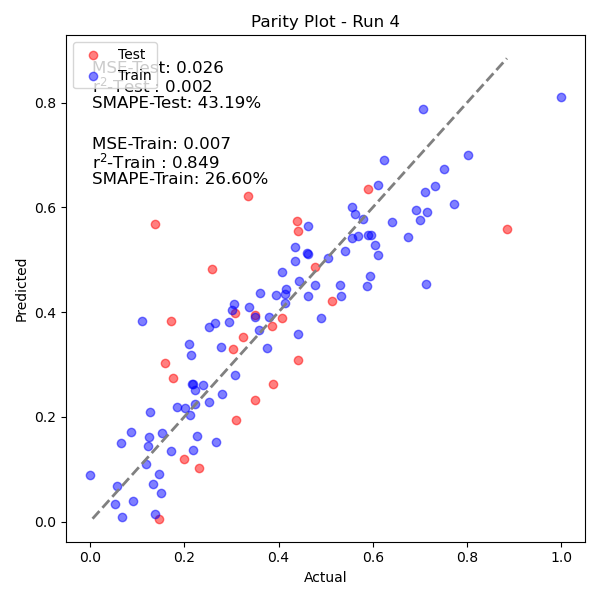 Parity Plot - Run 4
Test
Train
MSE-Test: 0.026
r²-Test : 0.002
SMAPE-Test: 43.19%
MSE-Train: 0.007
r²-Train : 0.849
SMAPE-Train: 26.60%
Predicted
0.8
0.6
0.4
0.2
0.0
0.0 0.2 0.4 0.6 0.8 1.0
Actual